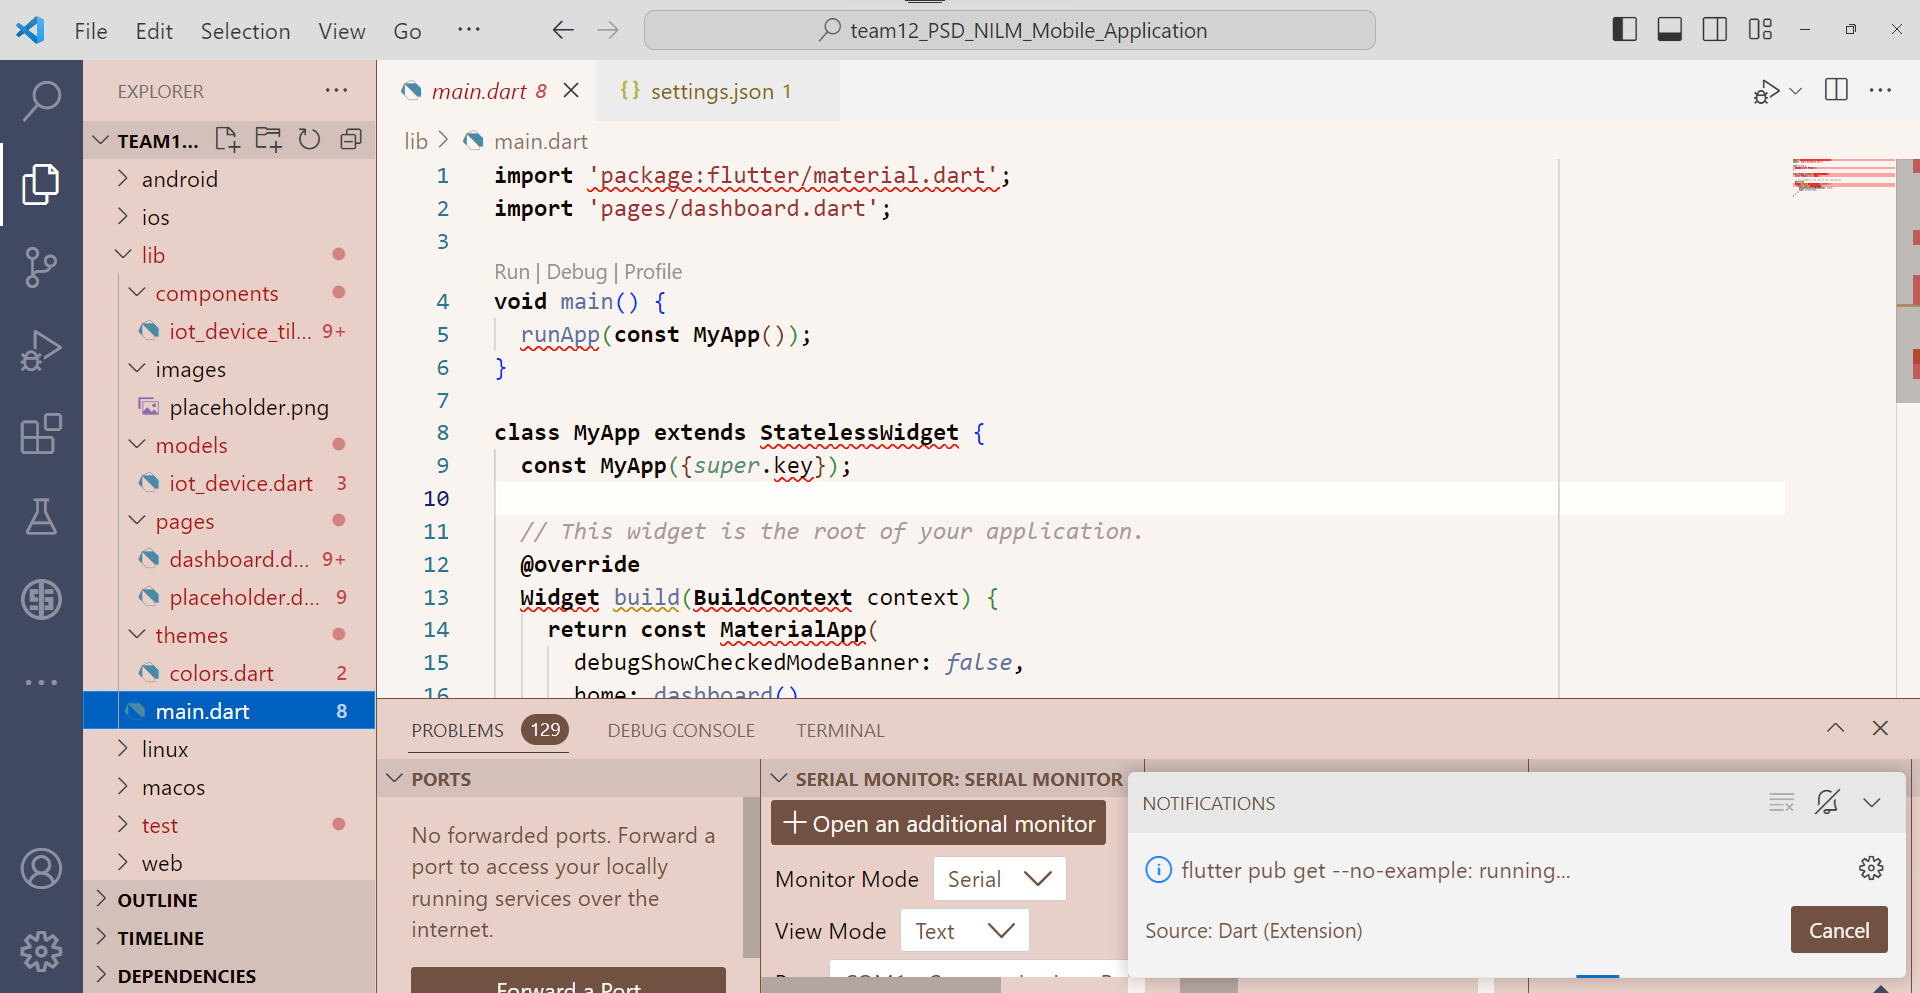 File Edit Selection View Go ···
team12_PSD_NILM_Mobile_Application
EXPLORER ···
TEAM1...
android
ios
lib
components
iot_device_til... 9+
images
placeholder.png
models
iot_device.dart 3
pages
dashboard.d... 9+
placeholder.d... 9
themes
colors.dart 2
main.dart 8
linux
macos
test
web
OUTLINE
TIMELINE
DEPENDENCIES
main.dart 8
{} settings.json 1
lib > main.dart
1 import 'package:flutter/material.dart';
2 import 'pages/dashboard.dart';
3
Run | Debug | Profile
4 void main() {
5 runApp(const MyApp());
6 }
7
8 class MyApp extends StatelessWidget {
9 const MyApp({super.key});
10
11 // This widget is the root of your application.
12 @override
13 Widget build(BuildContext context) {
14 return const MaterialApp(
15 debugShowCheckedModeBanner: false,
16 home: dashboard()
PROBLEMS 129 DEBUG CONSOLE TERMINAL
PORTS
No forwarded ports. Forward a
port to access your locally
running services over the
internet.
Forward a Port
SERIAL MONITOR: SERIAL MONITOR
+ Open an additional monitor
Monitor Mode Serial
View Mode Text
NOTIFICATIONS
flutter pub get --no-example: running...
Source: Dart (Extension)
Cancel